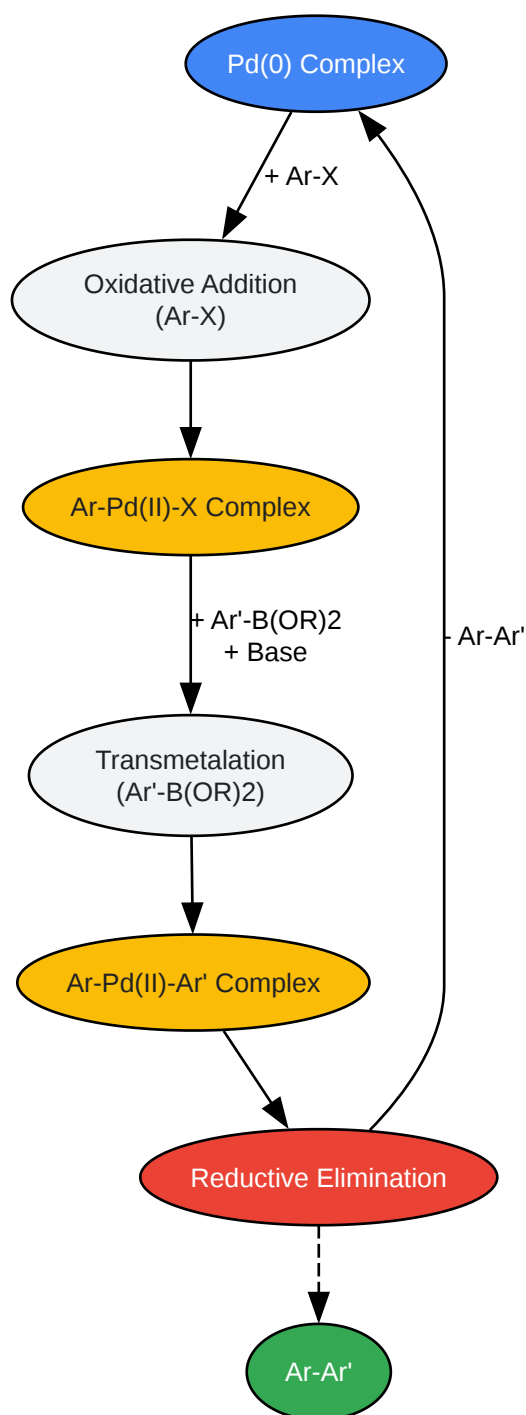 Pd(0) Complex
+ Ar-X
Oxidative Addition
(Ar-X)
Ar-Pd(II)-X Complex
+ Ar'-B(OR)2
+ Base
- Ar-Ar'
Transmetalation
(Ar'-B(OR)2)
Ar-Pd(II)-Ar' Complex
Reductive Elimination
Ar-Ar'